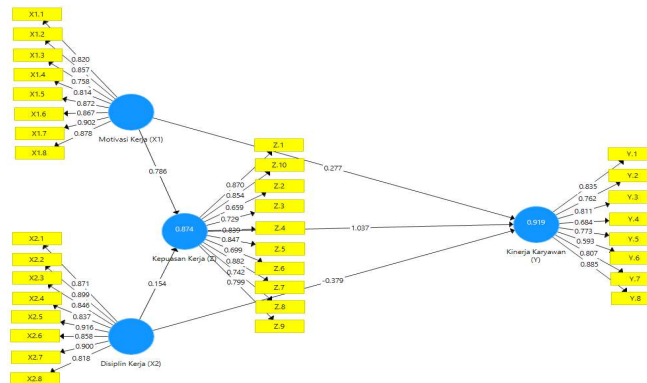 X1.1
X1.2
X1.3
X1.4
X1.5
X1.6
X1.7
X1.8
0.820
0.857
0.758
0.814
0.872
0.867
0.902
0.878
Motivasi Kerja (X1)
0.786
0.277
Z.1
Z.10
Z.2
Z.3
Z.4
Z.5
Z.6
Z.7
Z.8
Z.9
0.870
0.854
0.659
0.729
0.839
0.847
0.699
0.882
0.742
0.799
0.874
Kepuasan Kerja (Z)
1.037
0.154
-0.379
X2.1
X2.2
X2.3
X2.4
X2.5
X2.6
X2.7
X2.8
0.871
0.899
0.846
0.837
0.916
0.858
0.900
0.818
Disiplin Kerja (X2)
0.919
Kinerja Karyawan
(Y)
0.835
0.762
0.811
0.684
0.773
0.593
0.807
0.885
Y.1
Y.2
Y.3
Y.4
Y.5
Y.6
Y.7
Y.8